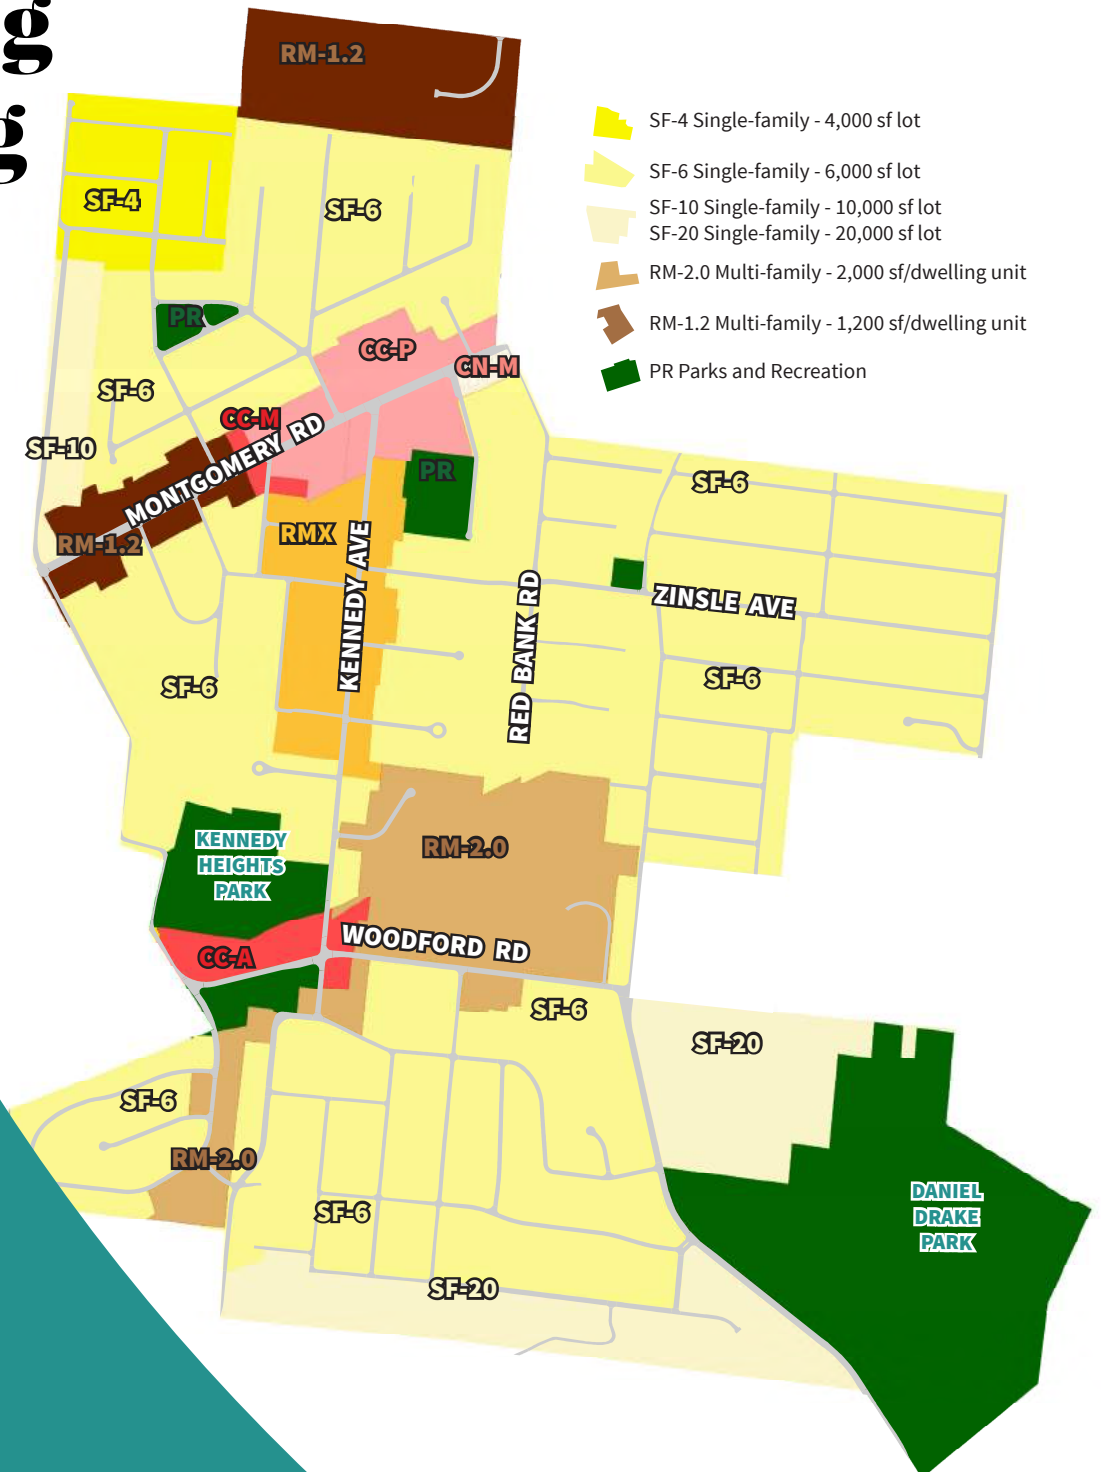 g
g
RM-1.2
SF-4 Single-family - 4,000 sf lot
SF-6 Single-family - 6,000 sf lot
SF-10 Single-family - 10,000 sf lot
SF-20 Single-family - 20,000 sf lot
RM-2.0 Multi-family - 2,000 sf/dwelling unit
RM-1.2 Multi-family - 1,200 sf/dwelling unit
PR Parks and Recreation
SF-4
SF-6
PR
CC-P
CN-M
SF-6
CC-M
MONTGOMERY RD
SF-10
PR
SF-6
RMX
RM-1.2
KENNEDY AVE
RED BANK RD
ZINSLE AVE
SF-6
SF-6
KENNEDY
HEIGHTS
PARK
RM-2.0
WOODFORD RD
CC-A
SF-6
SF-20
SF-6
RM-2.0
SF-6
DANIEL
DRAKE
PARK
SF-20